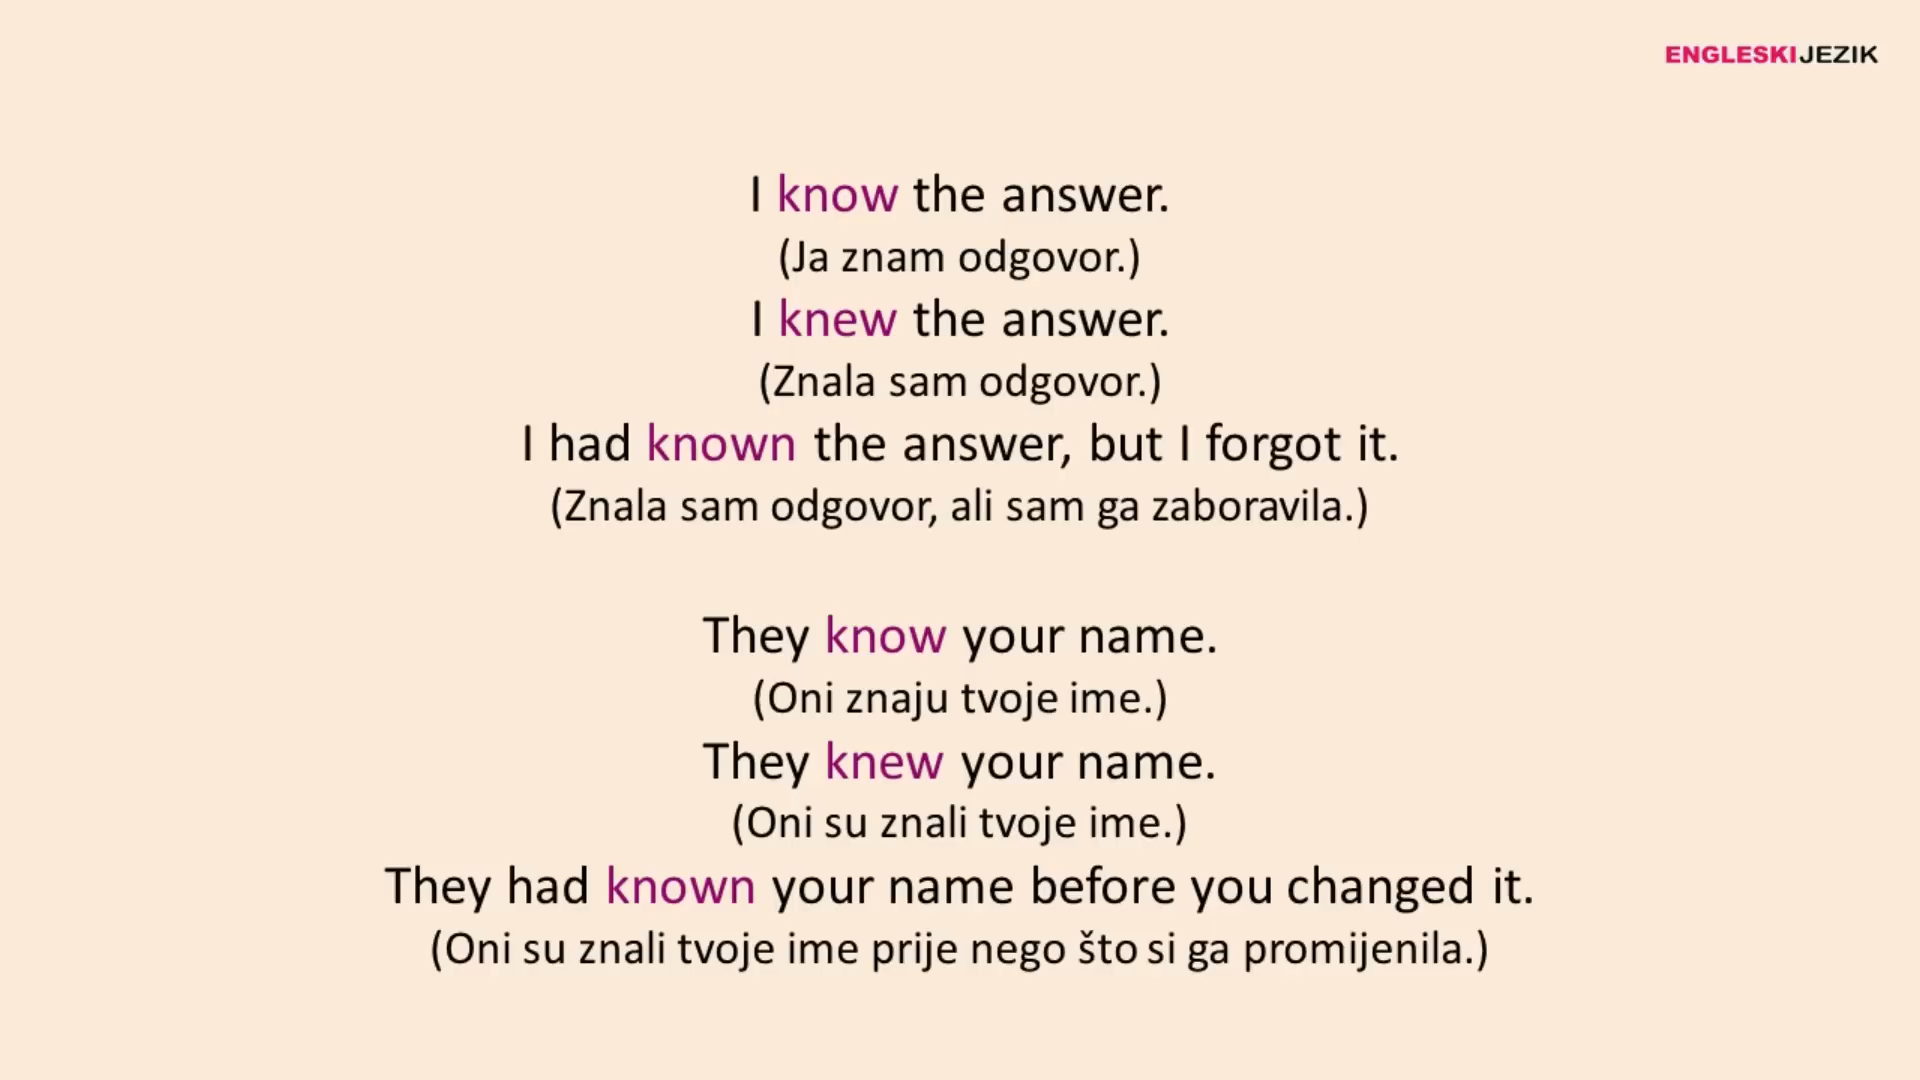 ENGLESKIJEZIK
I know the answer.
(Ja znam odgovor.)
I knew the answer.
(Znala sam odgovor.)
I had known the answer, but I forgot it.
(Znala sam odgovor, ali sam ga zaboravila.)
They know your name.
(Oni znaju tvoje ime.)
They knew your name.
(Oni su znali tvoje ime.)
They had known your name before you changed it.
(Oni su znali tvoje ime prije nego što si ga promijenila.)